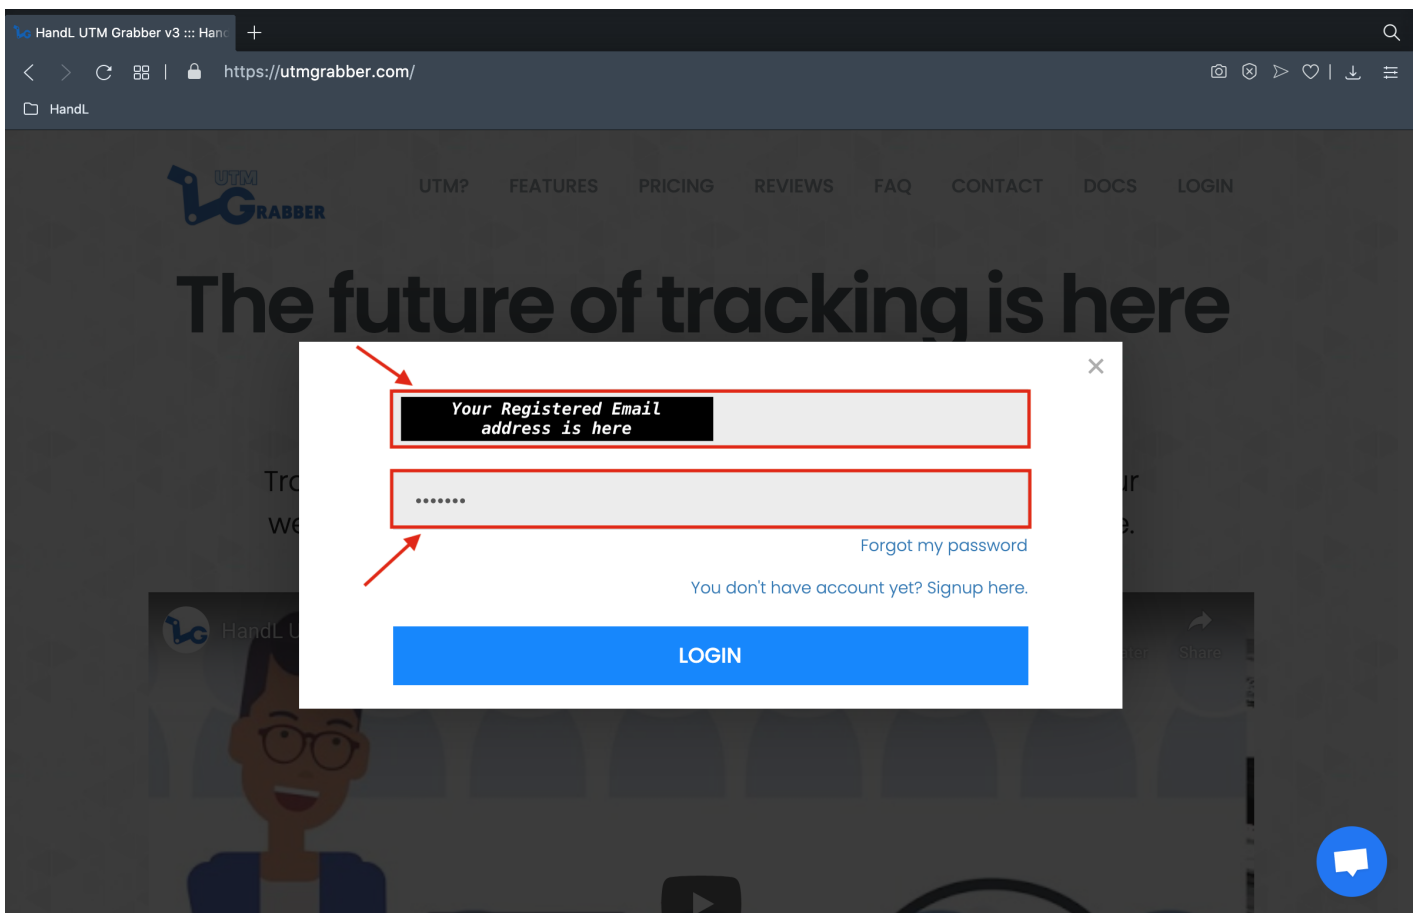 HandL UTM Grabber v3 ::: Hand
https://utmgrabber.com/
HandL
UTM
GRABBER
UTM? FEATURES PRICING REVIEWS FAQ CONTACT DOCS LOGIN
The future of tracking is here
Your Registered Email
address is here
•••••••
Forgot my password
You don't have account yet? Signup here.
HandL U
Share
LOGIN